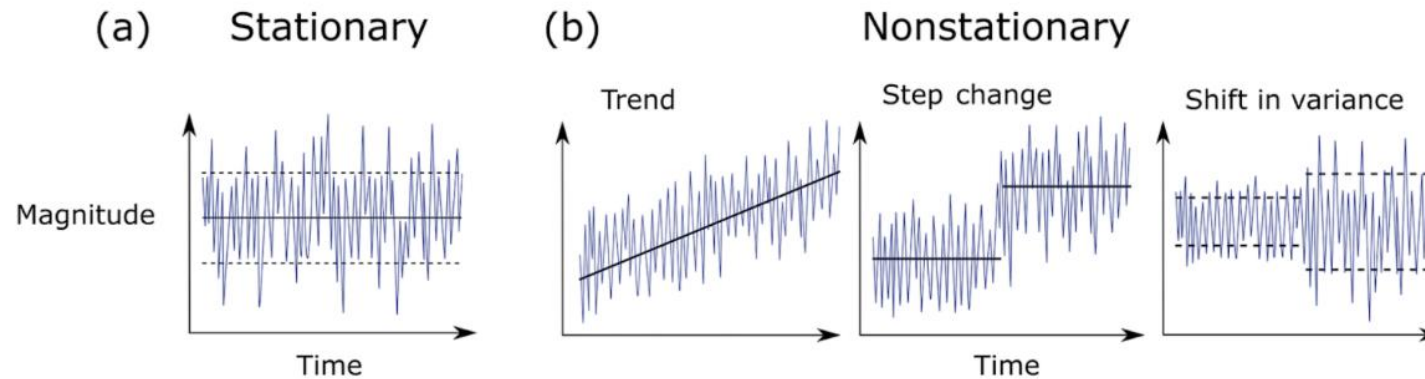 (a) Stationary
(b) Nonstationary
Trend
Step change
Shift in variance
Magnitude
Time
Time